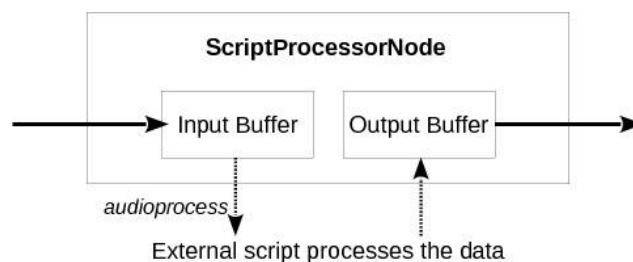 ScriptProcessorNode
Input Buffer
Output Buffer
audioprocess
External script processes the data